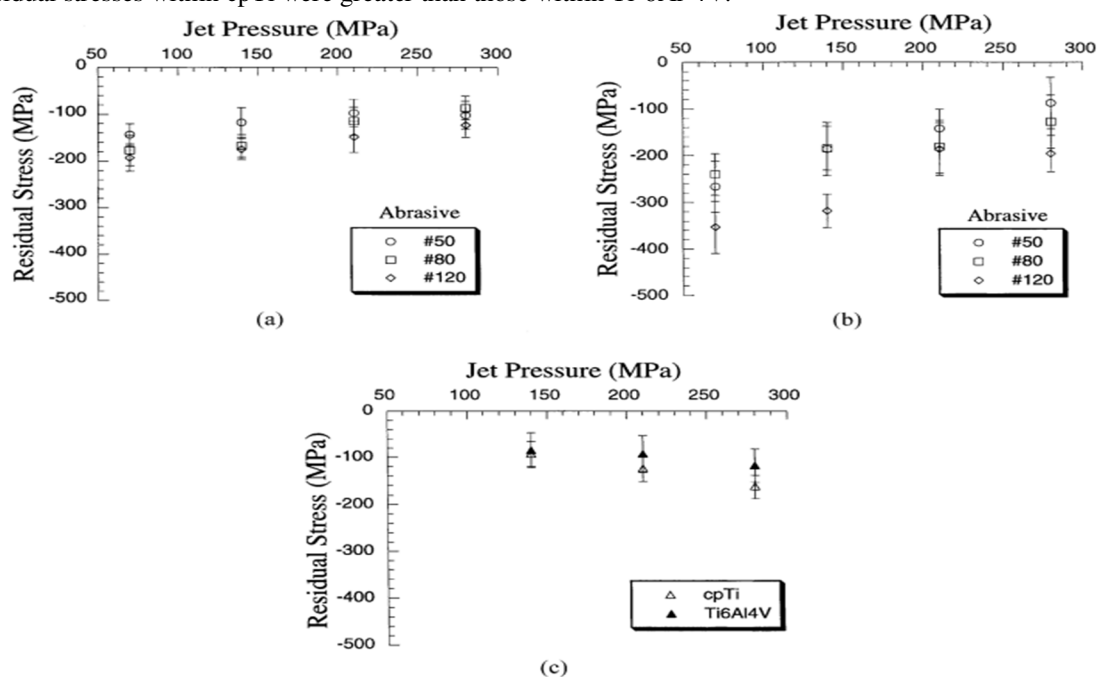 Jet Pressure (MPa)
50 100 150 200 250 300
0
-100
-200
-300
-400
-500
Residual Stress (MPa)
Abrasive
#50
#80
#120
(a)
Jet Pressure (MPa)
50 100 150 200 250 300
0
-100
-200
-300
-400
-500
Residual Stress (MPa)
Abrasive
#50
#80
#120
(b)
Jet Pressure (MPa)
50 100 150 200 250 300
0
-100
-200
-300
-400
-500
Residual Stress (MPa)
cpTi
Ti6Al4V
(c)